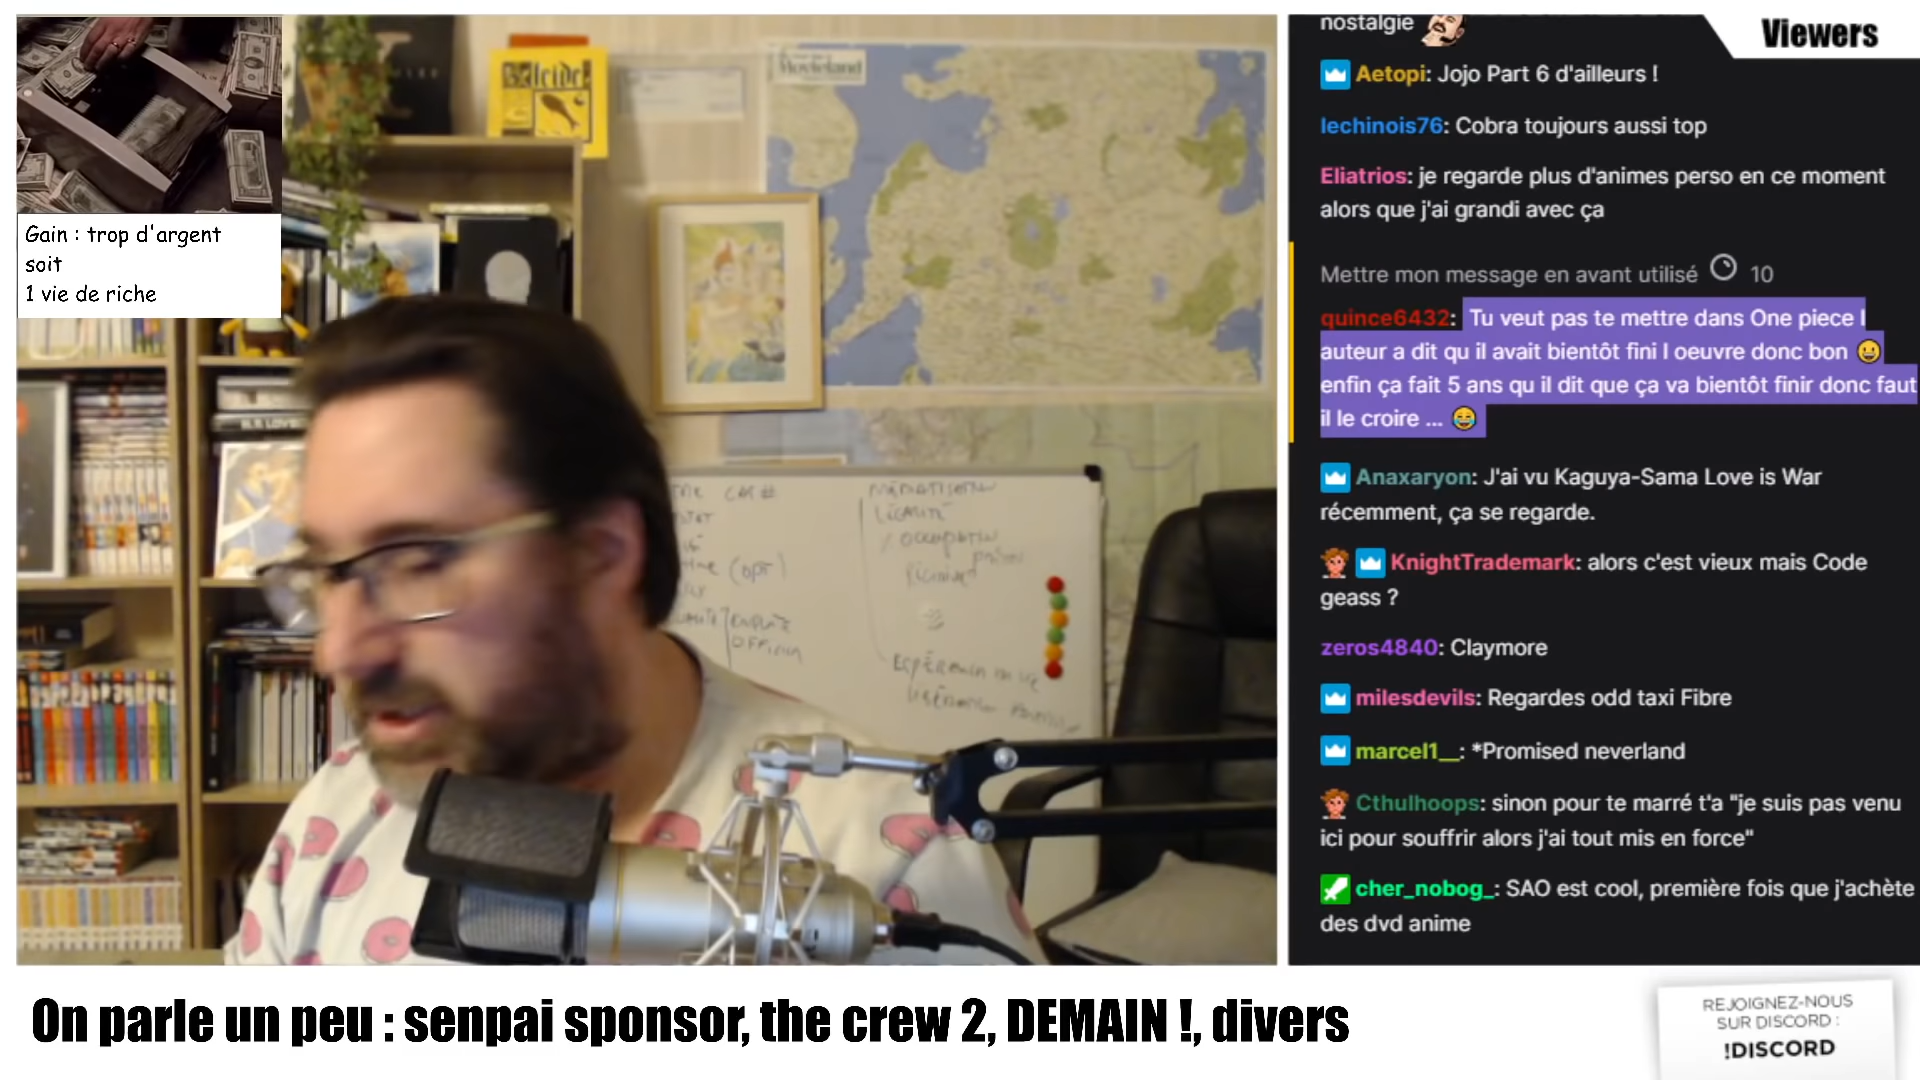 Gain : trop d'argent
soit
1 vie de riche
Movieland
Viewers
nostalgie
Aetopi: Jojo Part 6 d'ailleurs !
lechinois76: Cobra toujours aussi top
Eliatrios: je regarde plus d'animes perso en ce moment
alors que j'ai grandi avec ça
Mettre mon message en avant utilisé 10
quince6432: Tu veut pas te mettre dans One piece l
auteur a dit qu il avait bientôt fini l oeuvre donc bon 😀
enfin ça fait 5 ans qu il dit que ça va bientôt finir donc faut
il le croire ... 😂
Anaxaryon: J'ai vu Kaguya-Sama Love is War
récemment, ça se regarde.
KnightTrademark: alors c'est vieux mais Code
geass ?
zeros4840: Claymore
milesdevils: Regardes odd taxi Fibre
marcel1__: *Promised neverland
Cthulhoops: sinon pour te marré t'a "je suis pas venu
ici pour souffrir alors j'ai tout mis en force"
cher_nobog_: SAO est cool, première fois que j'achète
des dvd anime
On parle un peu : senpai sponsor, the crew 2, DEMAIN !, divers
REJOIGNEZ-NOUS
SUR DISCORD :
!DISCORD